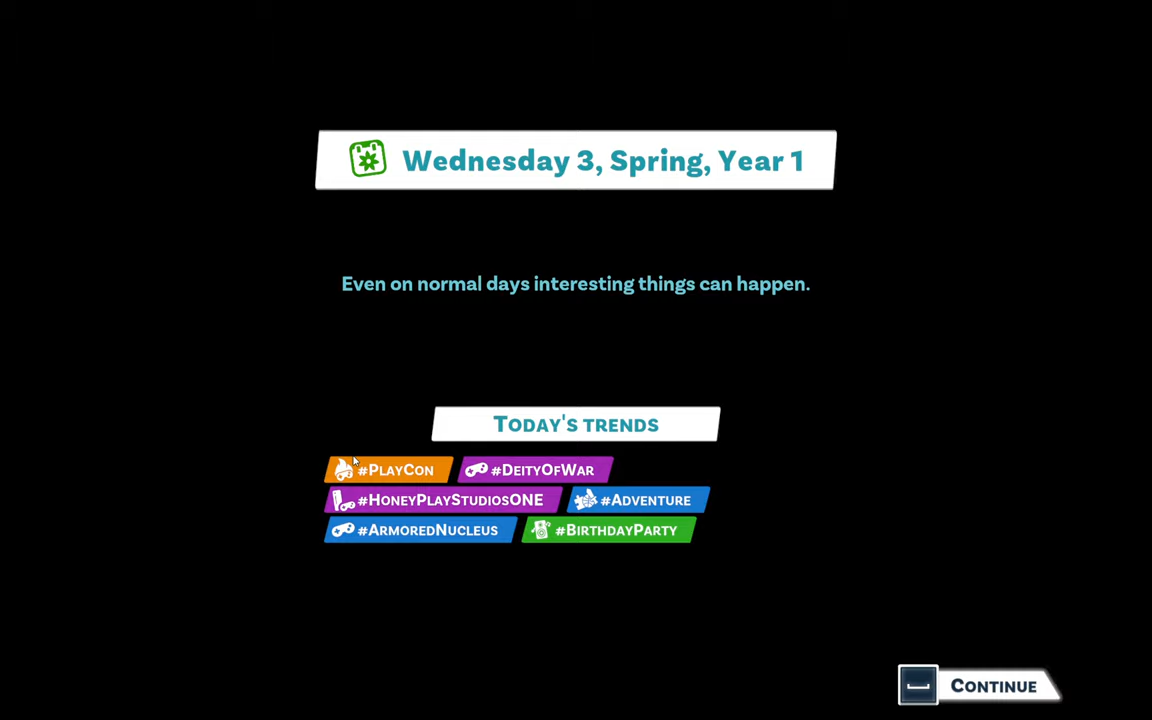 Wednesday 3, Spring, Year 1
Even on normal days interesting things can happen.
Today's trends
#PlayCon #DeityOfWar
#HoneyPlayStudiosONE #Adventure
#ArmoredNucleus #BirthdayParty
Continue